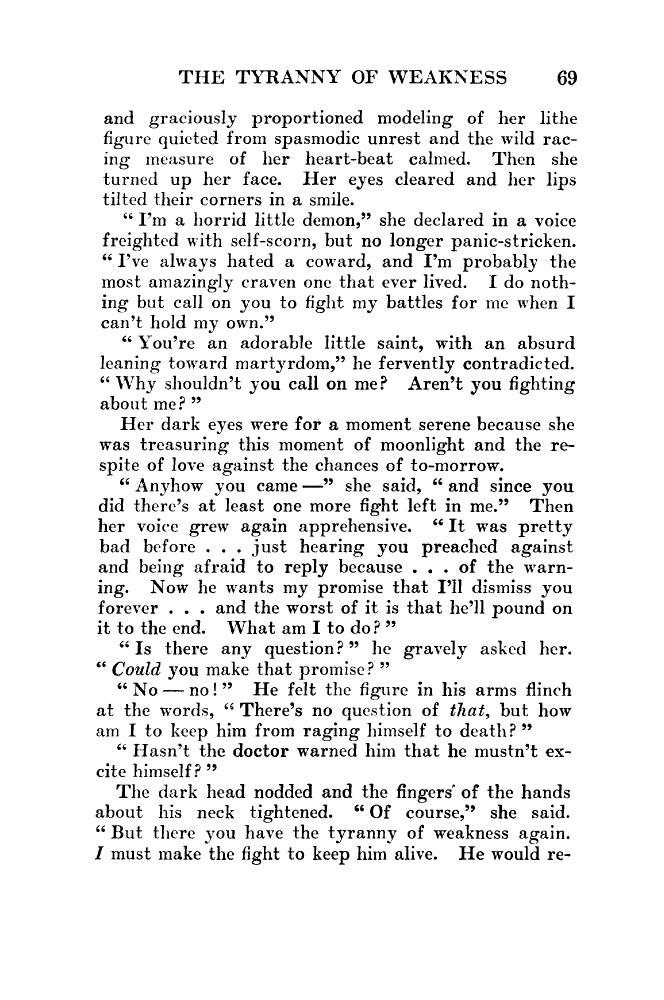 THE TYRANNY OF WEAKNESS 69
and graciously proportioned modeling of her lithe
figure quieted from spasmodic unrest and the wild rac-
ing measure of her heart-beat calmed. Then she
turned up her face. Her eyes cleared and her lips
tilted their corners in a smile.
“ I’m a horrid little demon,” she declared in a voice
freighted with self-scorn, but no longer panic-stricken.
“ I’ve always hated a coward, and I’m probably the
most amazingly craven one that ever lived. I do noth-
ing but call on you to fight my battles for me when I
can’t hold my own.”
“ You’re an adorable little saint, with an absurd
leaning toward martyrdom,” he fervently contradicted.
“ Why shouldn’t you call on me? Aren’t you fighting
about me? ”
Her dark eyes were for a moment serene because she
was treasuring this moment of moonlight and the re-
spite of love against the chances of to-morrow.
“ Anyhow you came —” she said, “ and since you
did there’s at least one more fight left in me.” Then
her voice grew again apprehensive. “ It was pretty
bad before . . . just hearing you preached against
and being afraid to reply because . . . of the warn-
ing. Now he wants my promise that I’ll dismiss you
forever . . . and the worst of it is that he’ll pound on
it to the end. What am I to do? ”
“ Is there any question? ” he gravely asked her.
“ Could you make that promise? ”
“ No — no! ” He felt the figure in his arms flinch
at the words, “ There’s no question of that, but how
am I to keep him from raging himself to death? ”
“ Hasn’t the doctor warned him that he mustn’t ex-
cite himself? ”
The dark head nodded and the fingers of the hands
about his neck tightened. “ Of course,” she said.
“ But there you have the tyranny of weakness again.
I must make the fight to keep him alive. He would re-